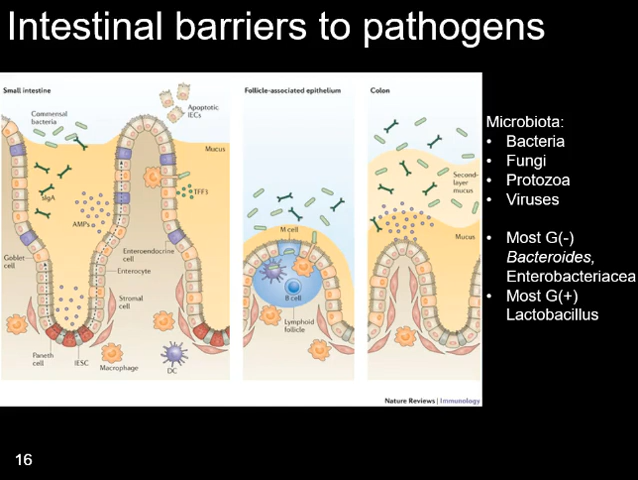 Intestinal barriers to pathogens
Small intestine
Commensal
bacteria
Apoptotic
IECs
Mucus
sIgA
TFF3
AMPs
Goblet
cell
Enteroendocrine
cell
Enterocyte
Stromal
cell
Paneth
cell
IESC
Macrophage
DC
Follicle-associated epithelium
M cell
B cell
Lymphoid
follicle
Colon
Second-
layer
mucus
Mucus
Nature Reviews | Immunology
Microbiota:
• Bacteria
• Fungi
• Protozoa
• Viruses
• Most G(-)
Bacteroides,
Enterobacteriacea
• Most G(+)
Lactobacillus
16